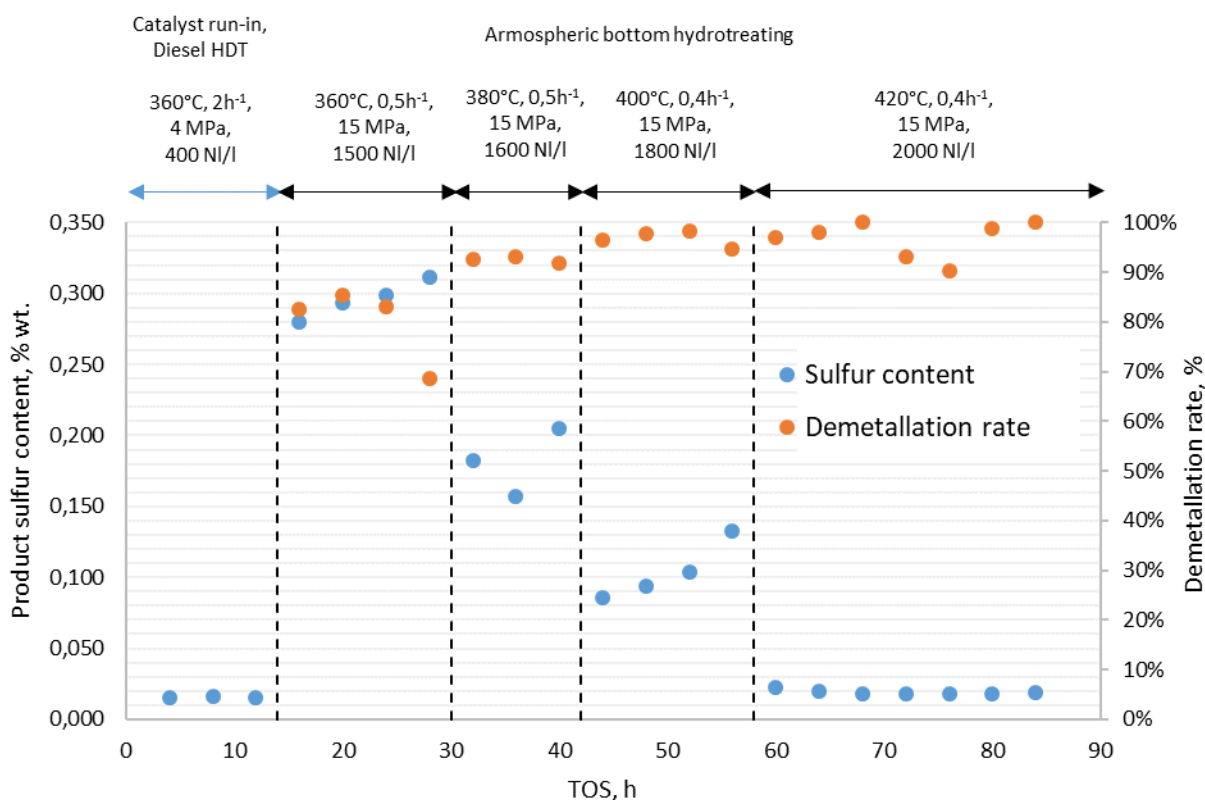 Catalyst run-in,
Diesel HDT
Armospheric bottom hydrotreating
360°C, 2h⁻¹,
4 MPa,
400 Nl/l
360°C, 0,5h⁻¹,
15 MPa,
1500 Nl/l
380°C, 0,5h⁻¹,
15 MPa,
1600 Nl/l
400°C, 0,4h⁻¹,
15 MPa,
1800 Nl/l
420°C, 0,4h⁻¹,
15 MPa,
2000 Nl/l
Product sulfur content, % wt.
0,350
0,300
0,250
0,200
0,150
0,100
0,050
0,000
Sulfur content
Demetallation rate
100%
90%
80%
70%
60%
50%
40%
30%
20%
10%
0%
Demetallation rate, %
0 10 20 30 40 50 60 70 80 90
TOS, h